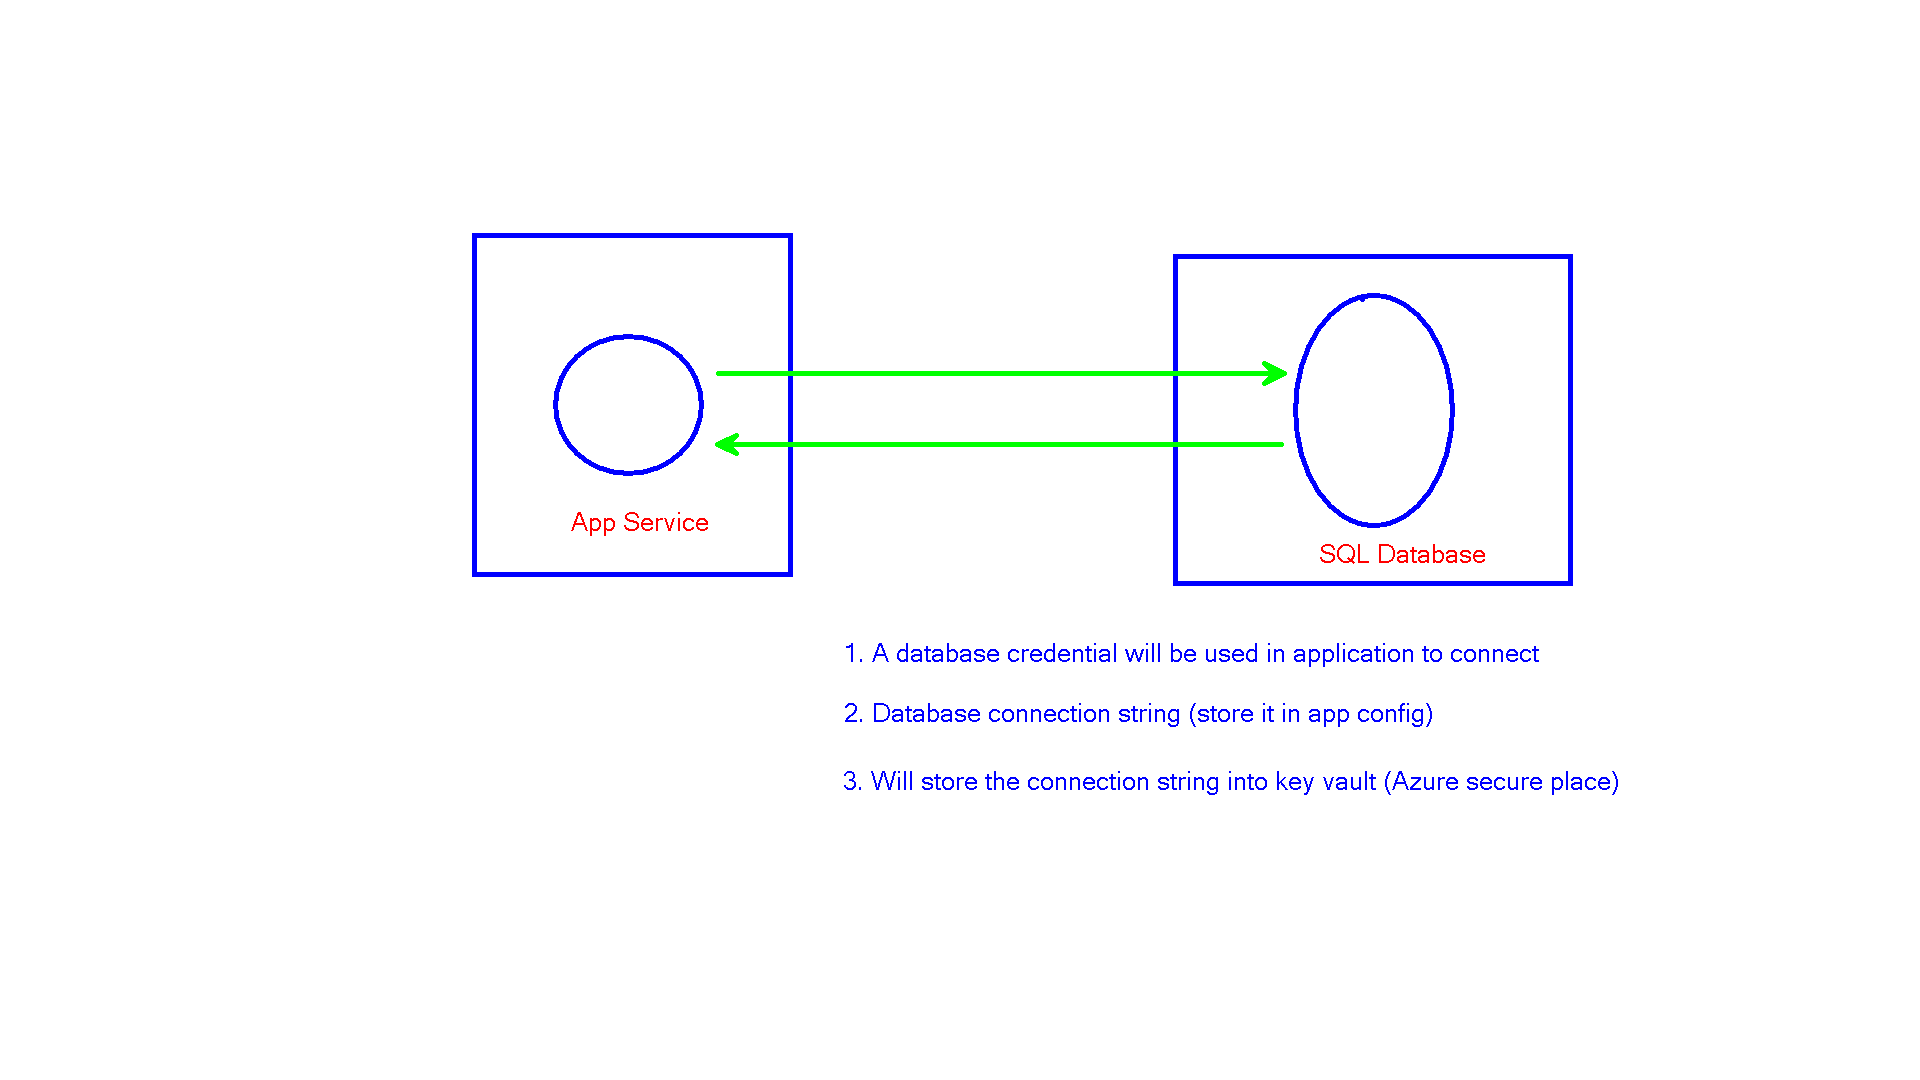 App Service
SQL Database
1. A database credential will be used in application to connect
2. Database connection string (store it in app config)
3. Will store the connection string into key vault (Azure secure place)